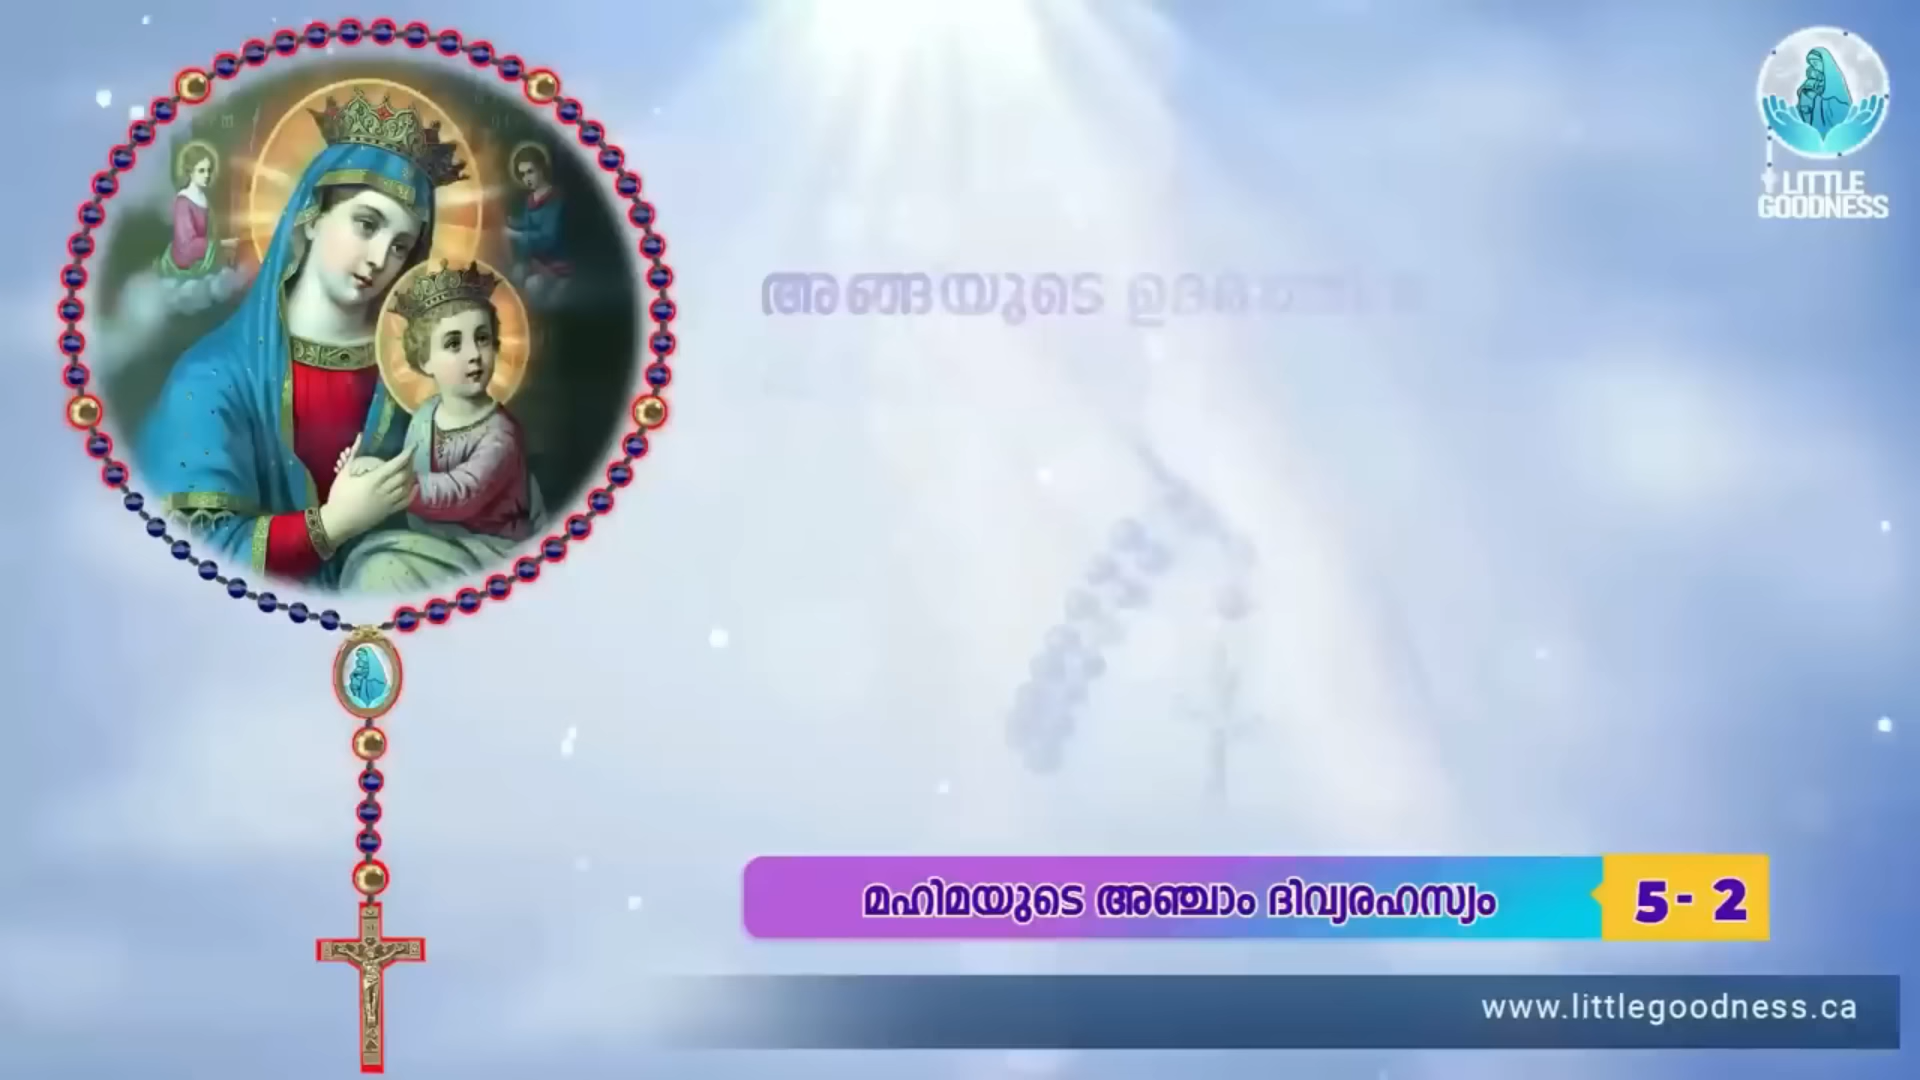 LITTLE
GOODNESS
അങ്ങയുടെ
മഹിമയുടെ അഞ്ചാം ദിവ്യരഹസ്യം
5- 2
www.littlegoodness.ca